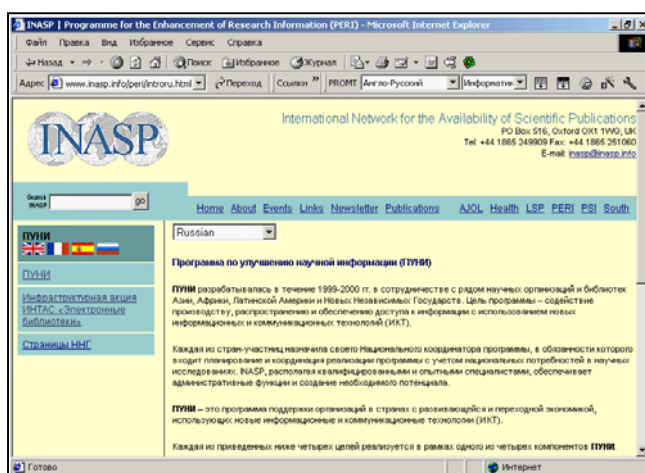 INASP | Programme for the Enhancement of Research Information (PERI) - Microsoft Internet Explorer
Файл Правка Вид Избранное Сервис Справка
Назад Поиск Избранное Журнал
Адрес www.inasp.info/peri/introru.html Переход Ссылки » PROMT Англо-Русский Информатик
INASP
International Network for the Availability of Scientific Publications
PO Box 516, Oxford OX1 1WG, UK
Tel: +44 1865 249909 Fax: +44 1865 251060
E-mail: inasp@inasp.info
Search INASP go
Home About Events Links Newsletter Publications AJOL Health LSP PERI PSI South
ПУНИ
ПУНИ
Инфраструктурная акция
ИНТАС «Электронные
библиотеки»
Страницы ННГ
Russian
Программа по улучшению научной информации (ПУНИ)
ПУНИ разрабатывалась в течение 1999-2000 гг. в сотрудничестве с рядом научных организаций и библиотек
Азии, Африки, Латинской Америки и Новых Независимых Государств. Цель программы – содействие
производству, распространению и обеспечению доступа к информации с использованием новых
информационных и коммуникационных технологий (ИКТ).
Каждая из стран-участниц назначила своего Национального координатора программы, в обязанности которого
входит планирование и координация реализации программы с учетом национальных потребностей в научных
исследованиях. INASP, располагая квалифицированными и опытными специалистами, обеспечивает
административные функции и создание необходимого потенциала.
ПУНИ – это программа поддержки организаций в странах с развивающейся и переходной экономикой,
использующих новые информационные и коммуникационные технологии (ИКТ).
Каждая из приведенных ниже четырех целей реализуется в рамках одного из четырех компонентов ПУНИ.
Готово Интернет